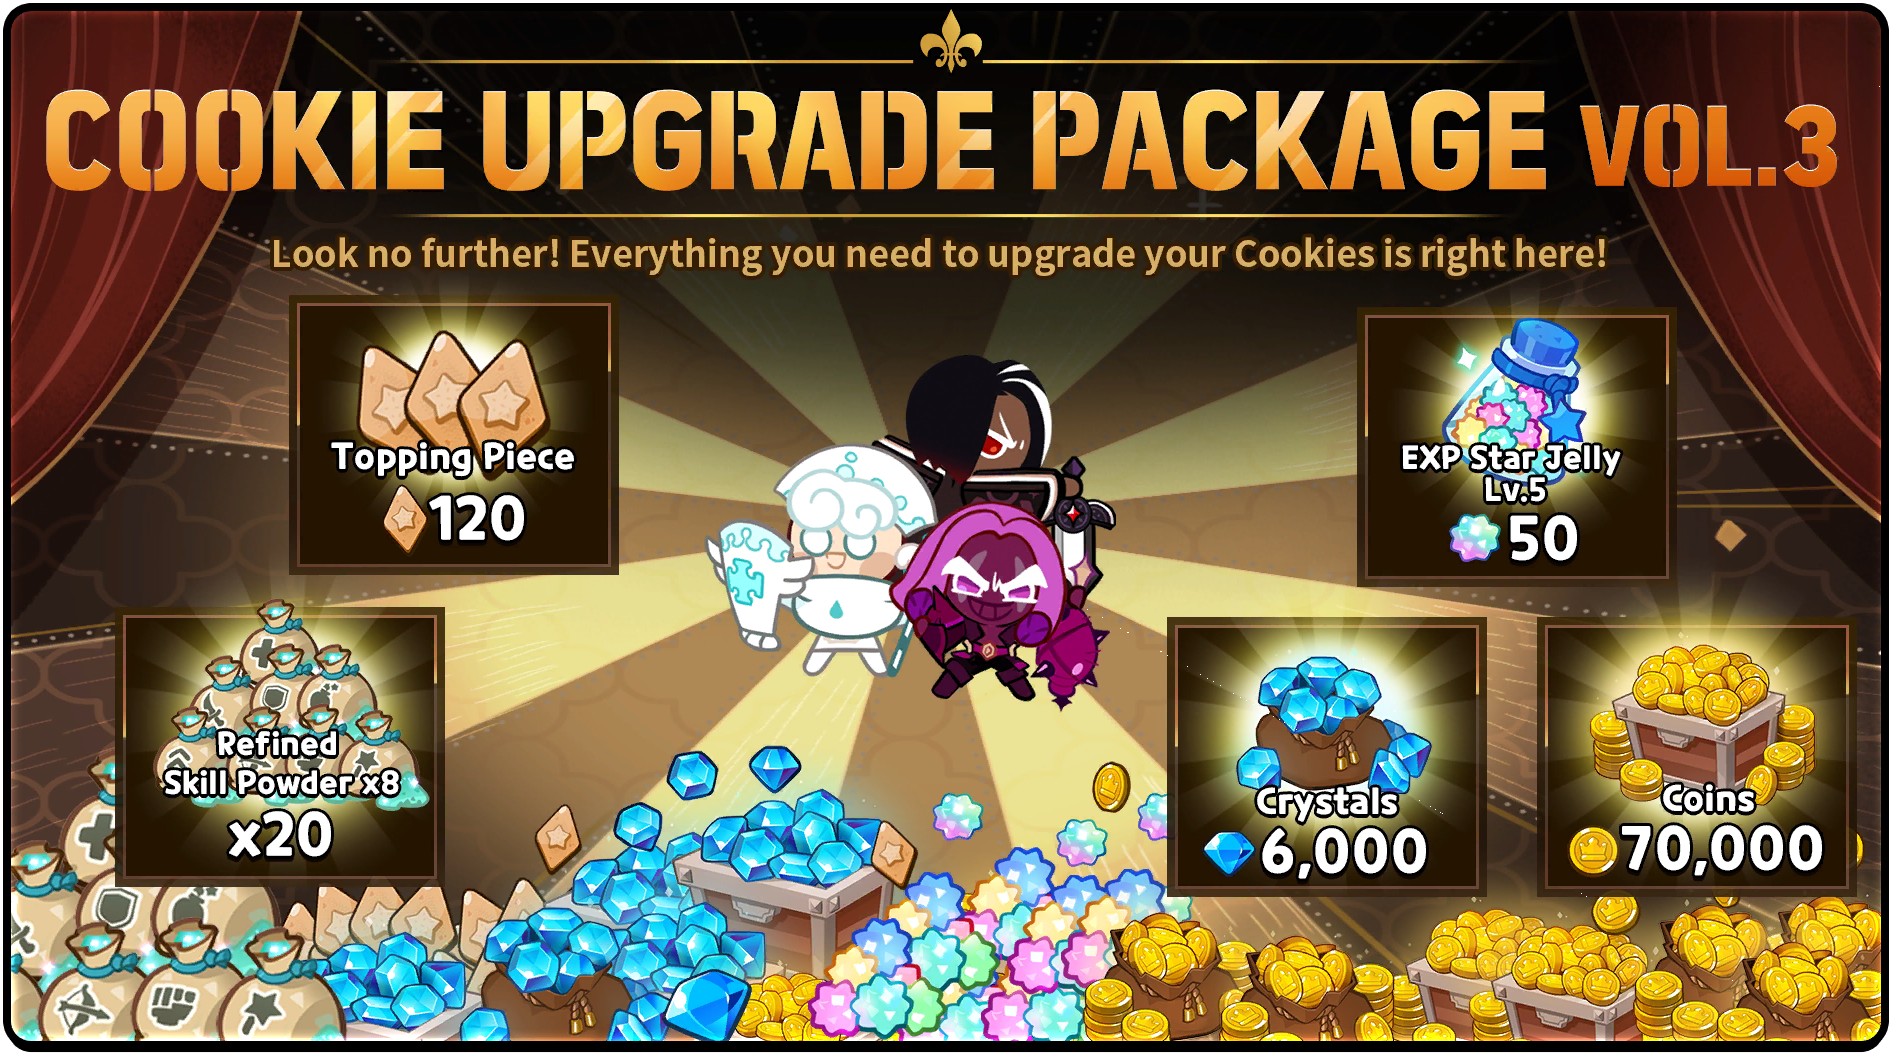 COOKIE UPGRADE PACKAGE VOL.3
Look no further! Everything you need to upgrade your Cookies is right here!
Topping Piece
120
EXP Star Jelly
Lv.5
50
Refined
Skill Powder x8
x20
Crystals
6,000
Coins
70,000